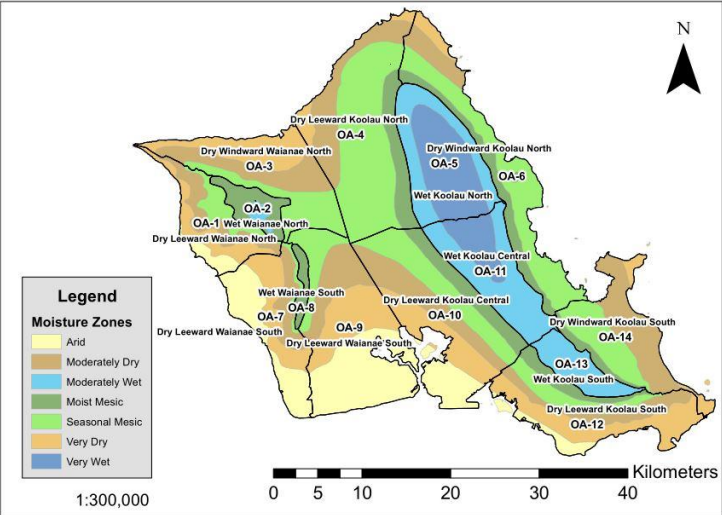 N
Dry Leeward Koolau North
OA-4
Dry Windward Koolau North
OA-5
OA-6
Dry Windward Waianae North
OA-3
Wet Koolau North
OA-2
OA-1
Wet Waianae North
Dry Leeward Waianae North
Wet Koolau Central
OA-11
Wet Waianae South
OA-8
OA-7
Dry Leeward Waianae South
OA-9
Dry Leeward Waianae South
Dry Leeward Koolau Central
OA-10
Dry Windward Koolau South
OA-14
OA-13
Wet Koolau South
Dry Leeward Koolau South
OA-12
Legend
Moisture Zones
Arid
Moderately Dry
Moderately Wet
Moist Mesic
Seasonal Mesic
Very Dry
Very Wet
1:300,000
Kilometers
0 5 10 20 30 40